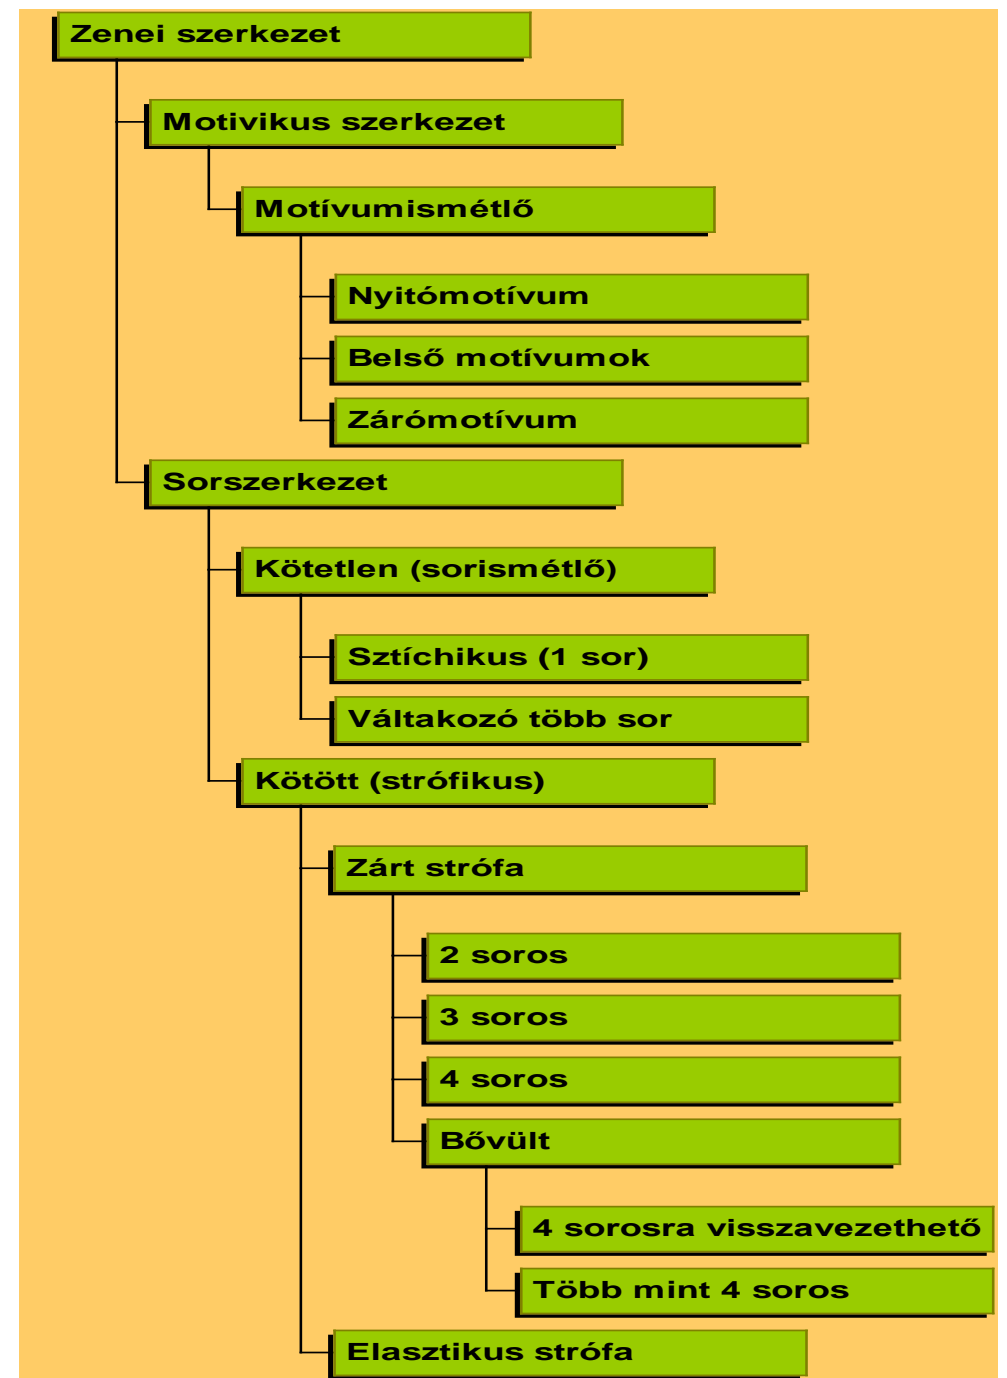 Zenei szerkezet
Motivikus szerkezet
Motívumismétlő
Nyitómotívum
Belső motívumok
Zárómotívum
Sorszerkezet
Kötetlen (sorismétlő)
Sztíchikus (1 sor)
Váltakozó több sor
Kötött (strófikus)
Zárt strófa
2 soros
3 soros
4 soros
Bővült
4 sorosra visszavezethető
Több mint 4 soros
Elasztikus strófa